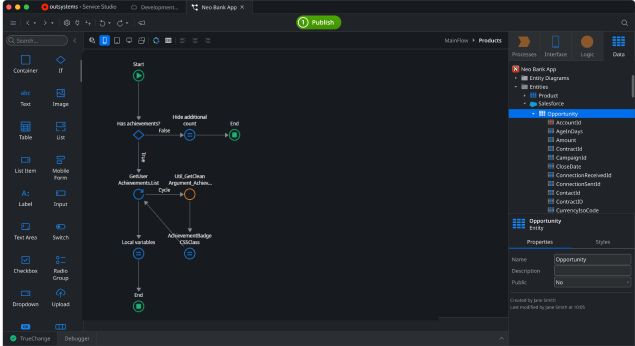 outsystems • Service Studio
Development...
Neo Bank App
1 Publish
Search...
MainFlow
Products
Processes
Interface
Logic
Data
Container
If
Text
Image
Table
List
List Item
Mobile Form
Label
Input
Text Area
Switch
Checkbox
Radio Group
Dropdown
Upload
Start
Has achievements?
False
Hide additional count
End
True
GetUser Achievements.List
Cycle
Util_GetClean Argument_Achiev...
Local variables
AchievementBadge CSSClass
End
Neo Bank App
Entity Diagrams
Entities
Product
Salesforce
Opportunity
AccountId
AgeInDays
Amount
ContractId
CampaignId
CloseDate
ConnectionReceivedId
ConnectionSentId
ContactId
ContractID
CurrencyIsoCode
Opportunity
Entity
Properties
Styles
Name
Opportunity
Description
Public
No
Created by Jane Smith
Last modified by Jane Smith at 10:05
TrueChange
Debugger